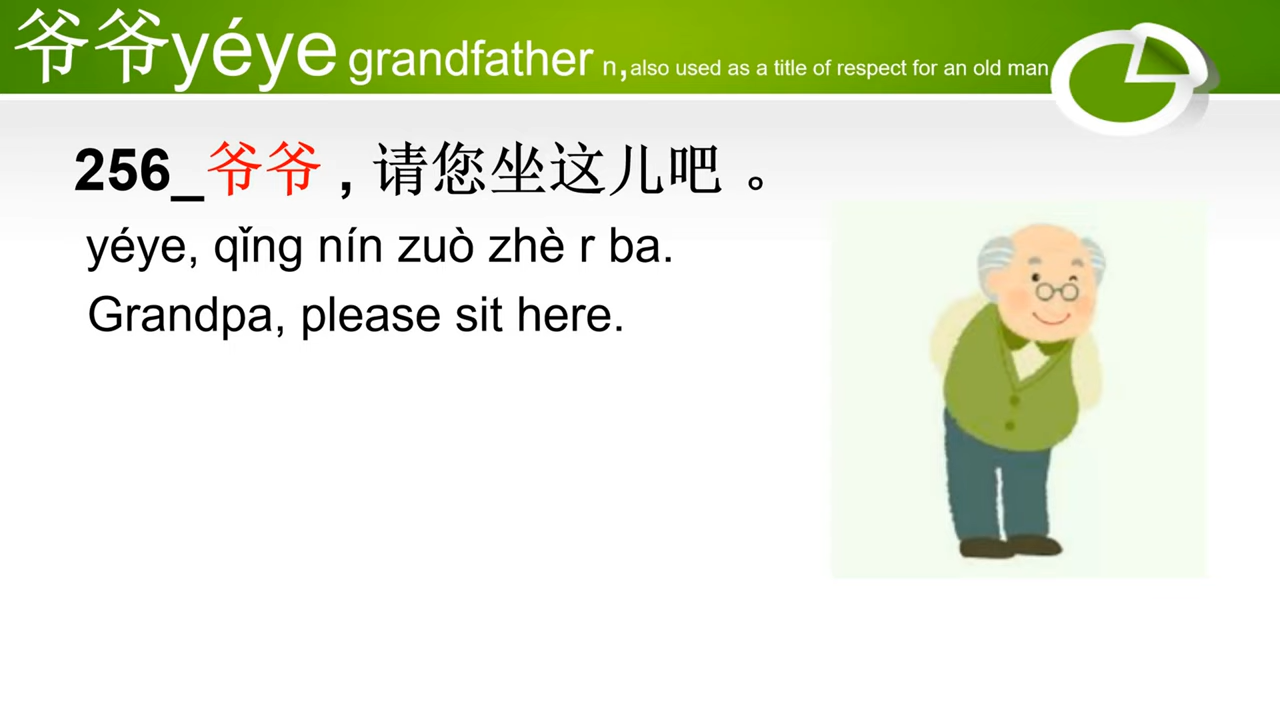 爷爷yéye grandfather n,also used as a title of respect for an old man
256_爷爷 , 请您坐这儿吧 。
yéye, qǐng nín zuò zhè r ba.
Grandpa, please sit here.